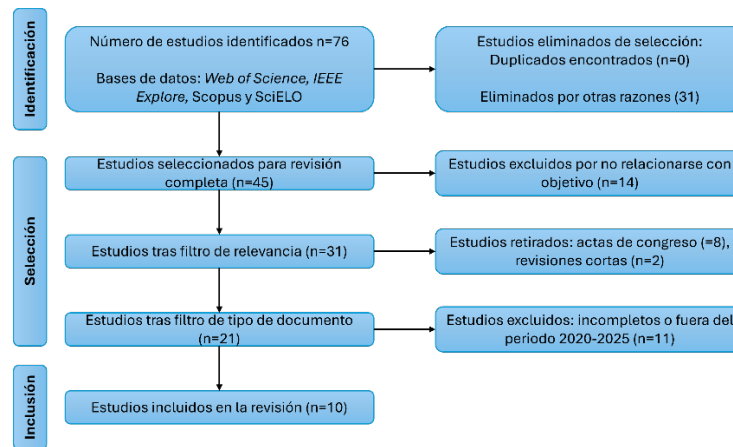 Identificación
Número de estudios identificados n=76
Bases de datos: Web of Science, IEEE
Explore, Scopus y SciELO
Estudios eliminados de selección:
Duplicados encontrados (n=0)
Eliminados por otras razones (31)
Selección
Estudios seleccionados para revisión
completa (n=45)
Estudios excluidos por no relacionarse con
objetivo (n=14)
Estudios tras filtro de relevancia (n=31)
Estudios retirados: actas de congreso (=8),
revisiones cortas (n=2)
Estudios tras filtro de tipo de documento
(n=21)
Estudios excluidos: incompletos o fuera del
periodo 2020-2025 (n=11)
Inclusión
Estudios incluidos en la revisión (n=10)